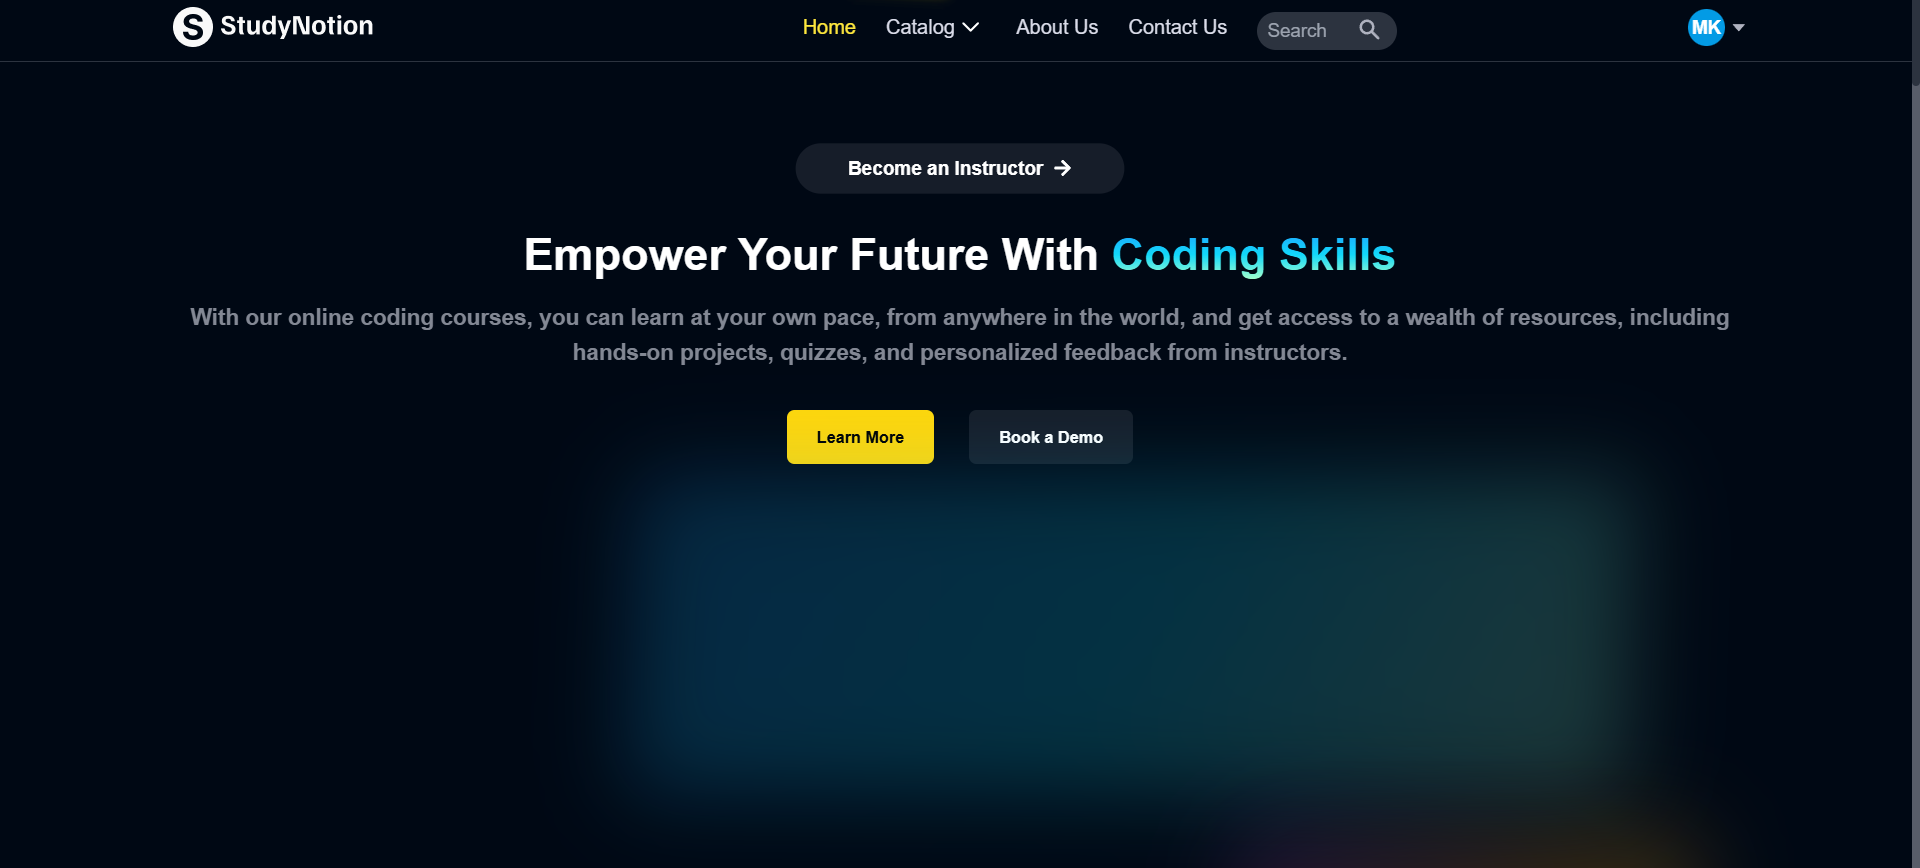 S StudyNotion
Home Catalog About Us Contact Us Search MK
Become an Instructor
Empower Your Future With Coding Skills
With our online coding courses, you can learn at your own pace, from anywhere in the world, and get access to a wealth of resources, including
hands-on projects, quizzes, and personalized feedback from instructors.
Learn More Book a Demo